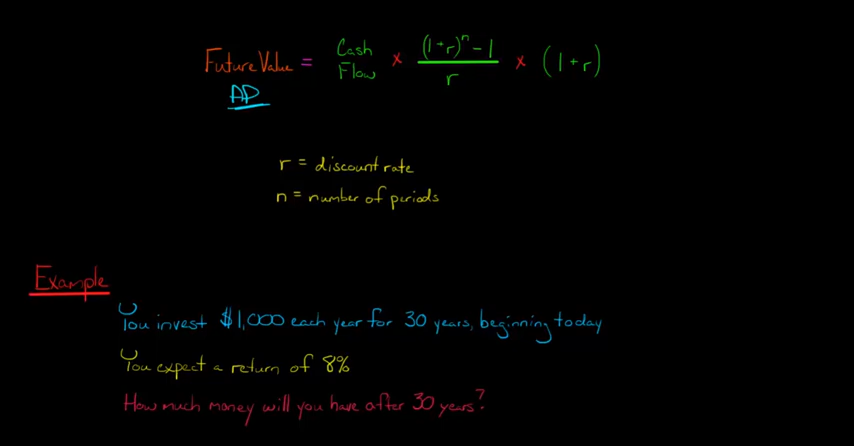 Future Value = Cash Flow × (1+r)^n - 1 / r × (1+r)
AD
r = discount rate
n = number of periods
Example
You invest $1,000 each year for 30 years, beginning today
You expect a return of 8%
How much money will you have after 30 years?